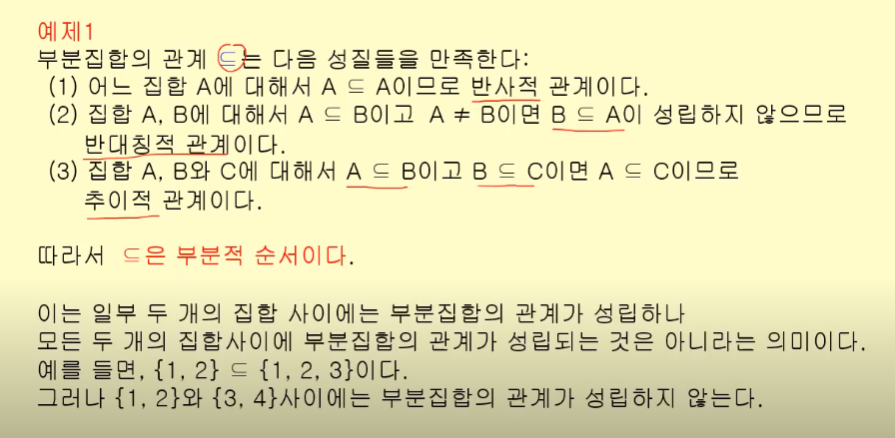 예제1
부분집합의 관계 ⊆는 다음 성질들을 만족한다:
(1) 어느 집합 A에 대해서 A ⊆ A이므로 반사적 관계이다.
(2) 집합 A, B에 대해서 A ⊆ B이고 A ≠ B이면 B ⊆ A이 성립하지 않으므로
반대칭적 관계이다.
(3) 집합 A, B와 C에 대해서 A ⊆ B이고 B ⊆ C이면 A ⊆ C이므로
추이적 관계이다.
따라서 ⊆은 부분적 순서이다.
이는 일부 두 개의 집합 사이에는 부분집합의 관계가 성립하나
모든 두 개의 집합사이에 부분집합의 관계가 성립되는 것은 아니라는 의미이다.
예를 들면, {1, 2} ⊆ {1, 2, 3}이다.
그러나 {1, 2}와 {3, 4}사이에는 부분집합의 관계가 성립하지 않는다.